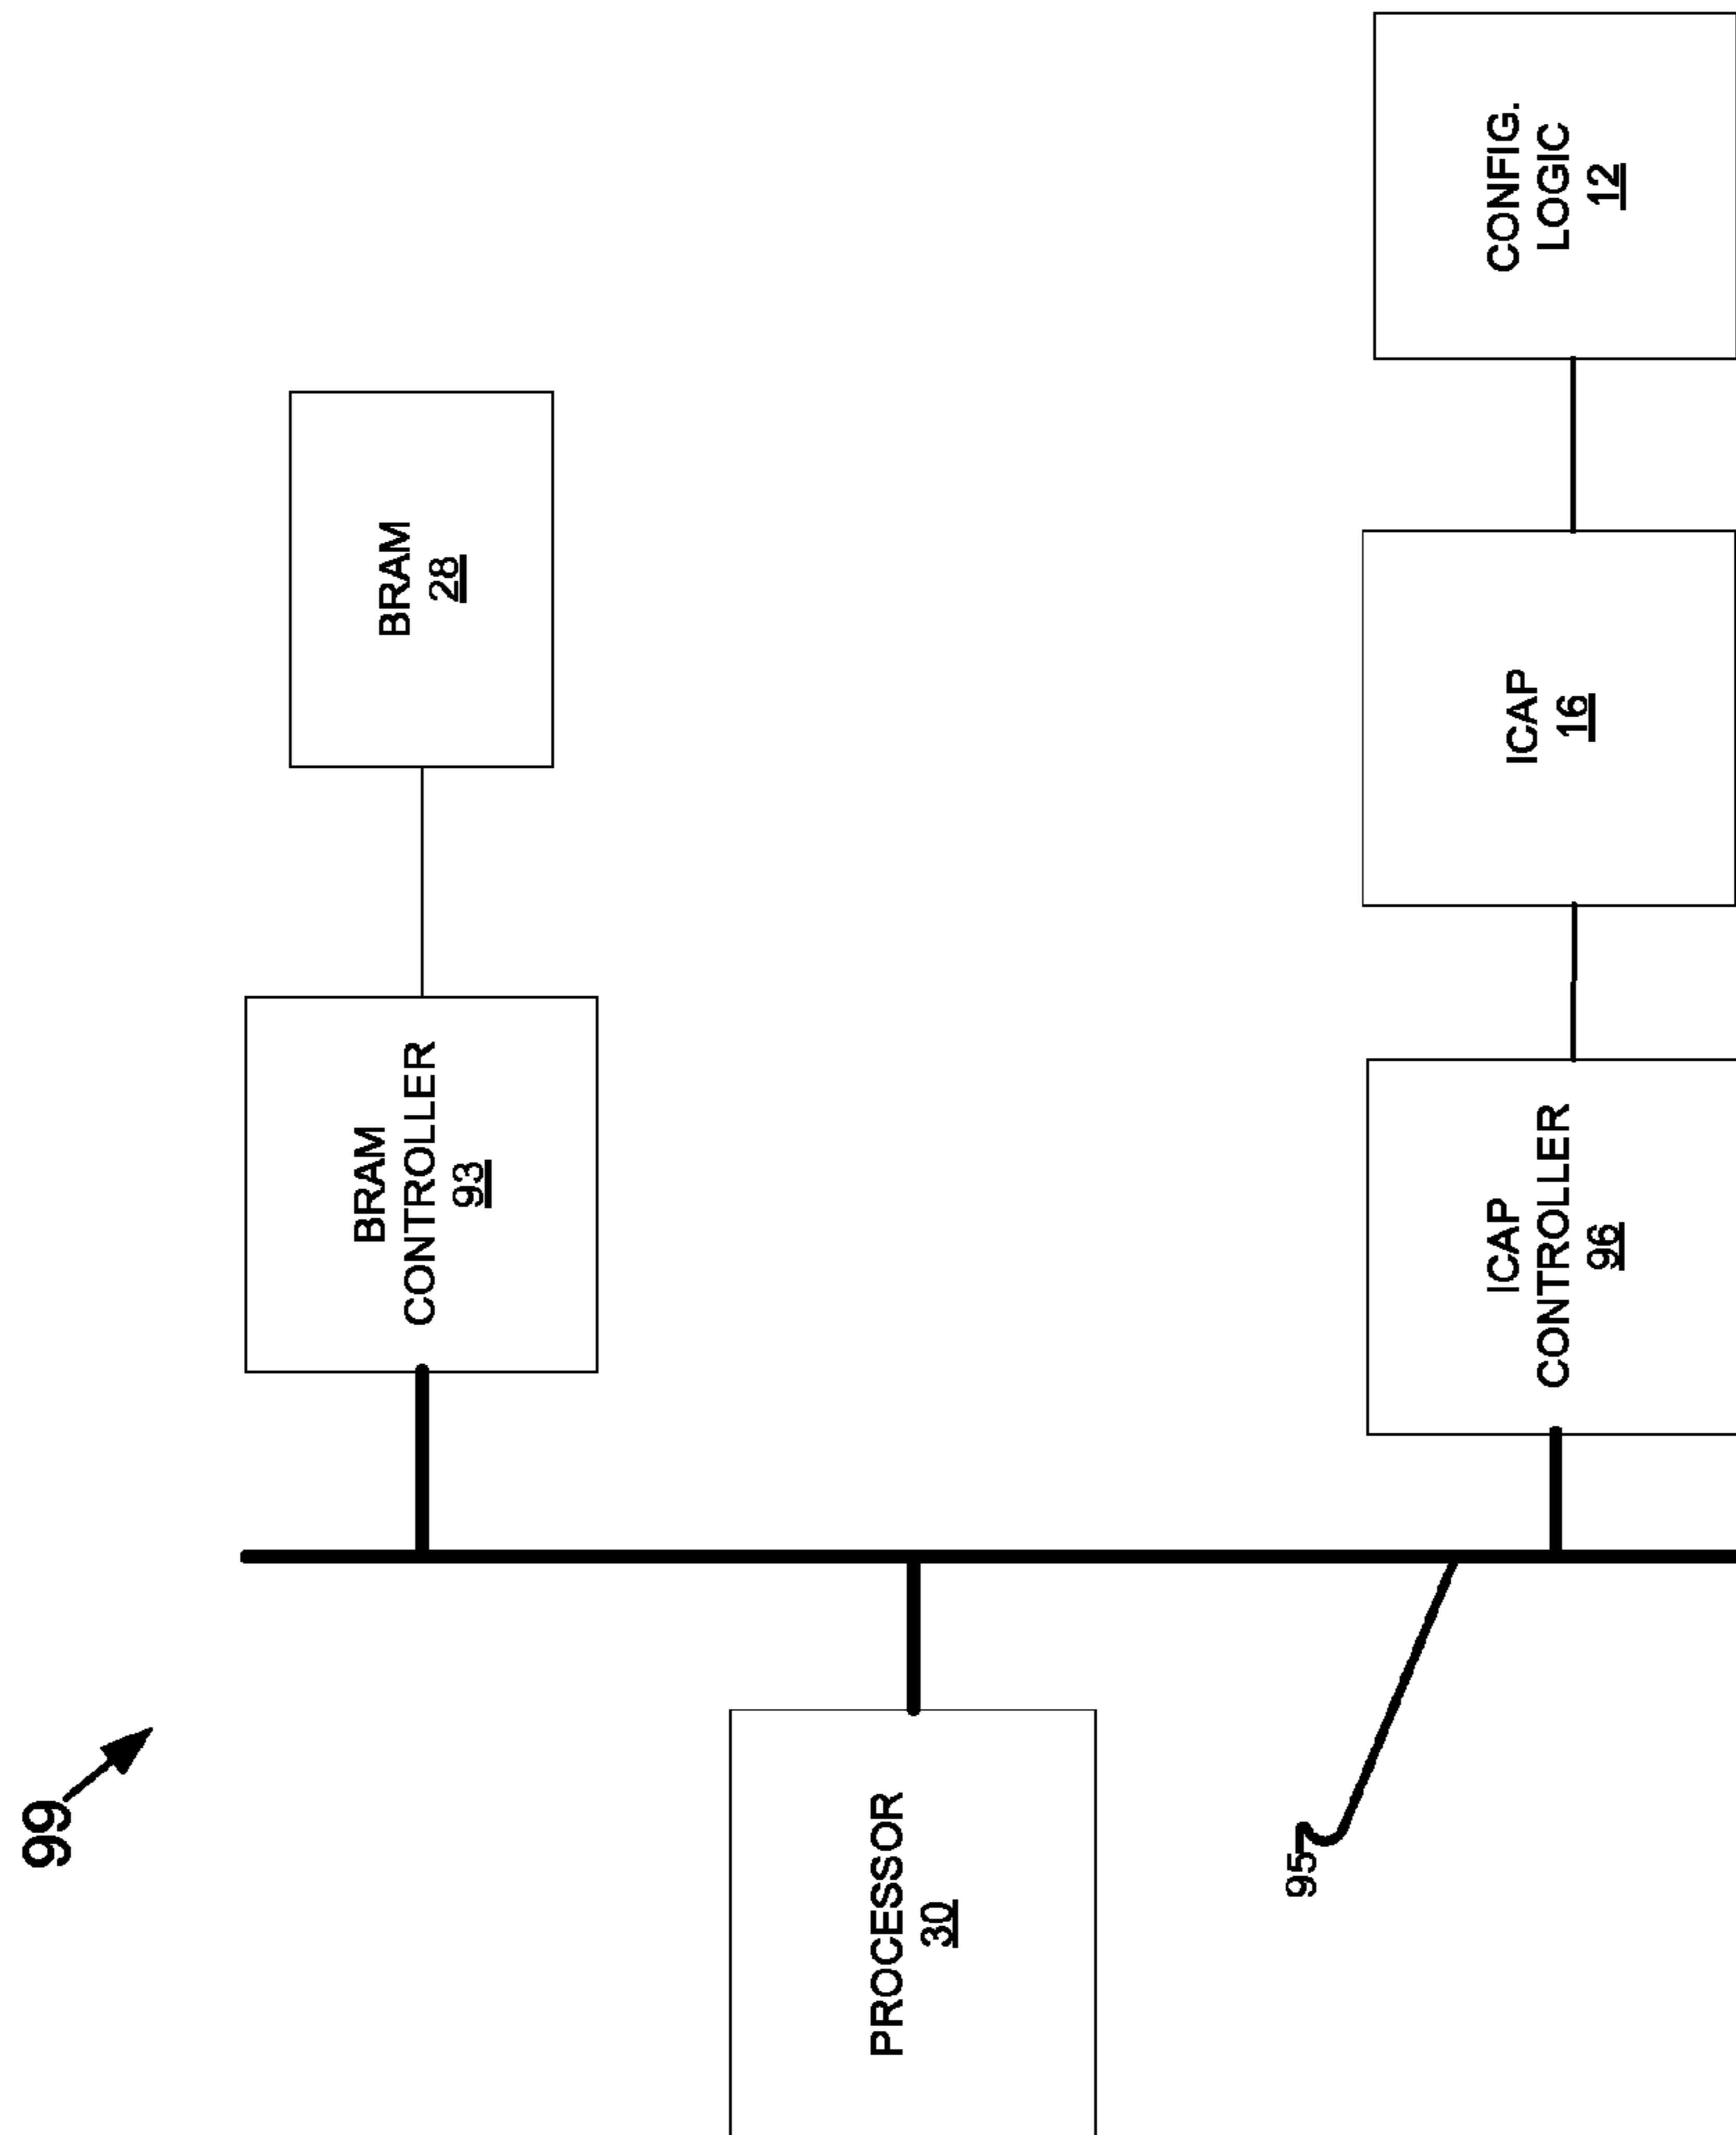 99
BRAM
CONTROLLER
93
BRAM
28
PROCESSOR
30
95
ICAP
CONTROLLER
96
ICAP
16
CONFIG.
LOGIC
12